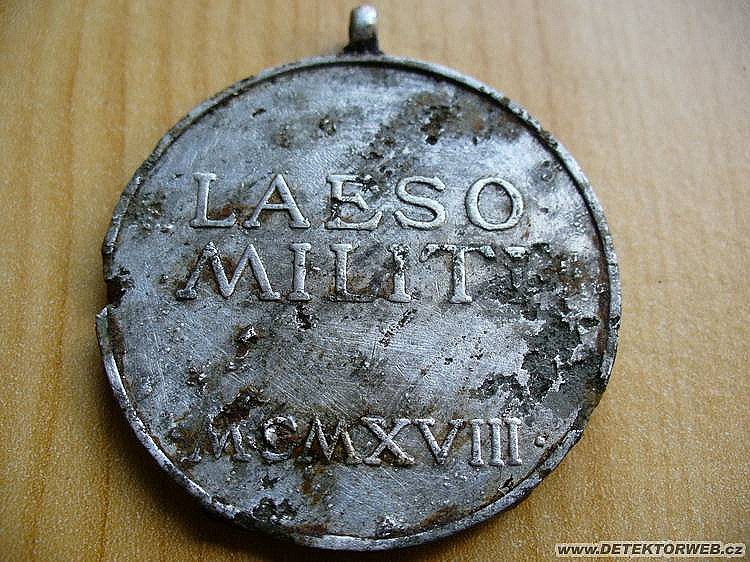 LAESO
MILITI
·MCMXVIII·
www.DETEKTORWEB.cz